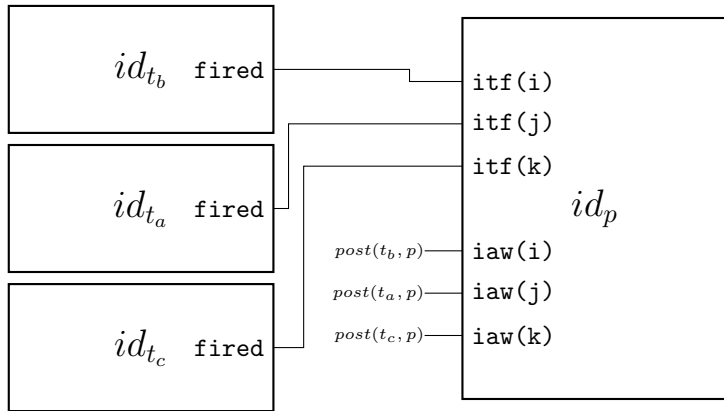 id_{t_b} fired
id_{t_a} fired
id_{t_c} fired
itf(i)
itf(j)
itf(k)
id_p
post(t_b, p) iaw(i)
post(t_a, p) iaw(j)
post(t_c, p) iaw(k)